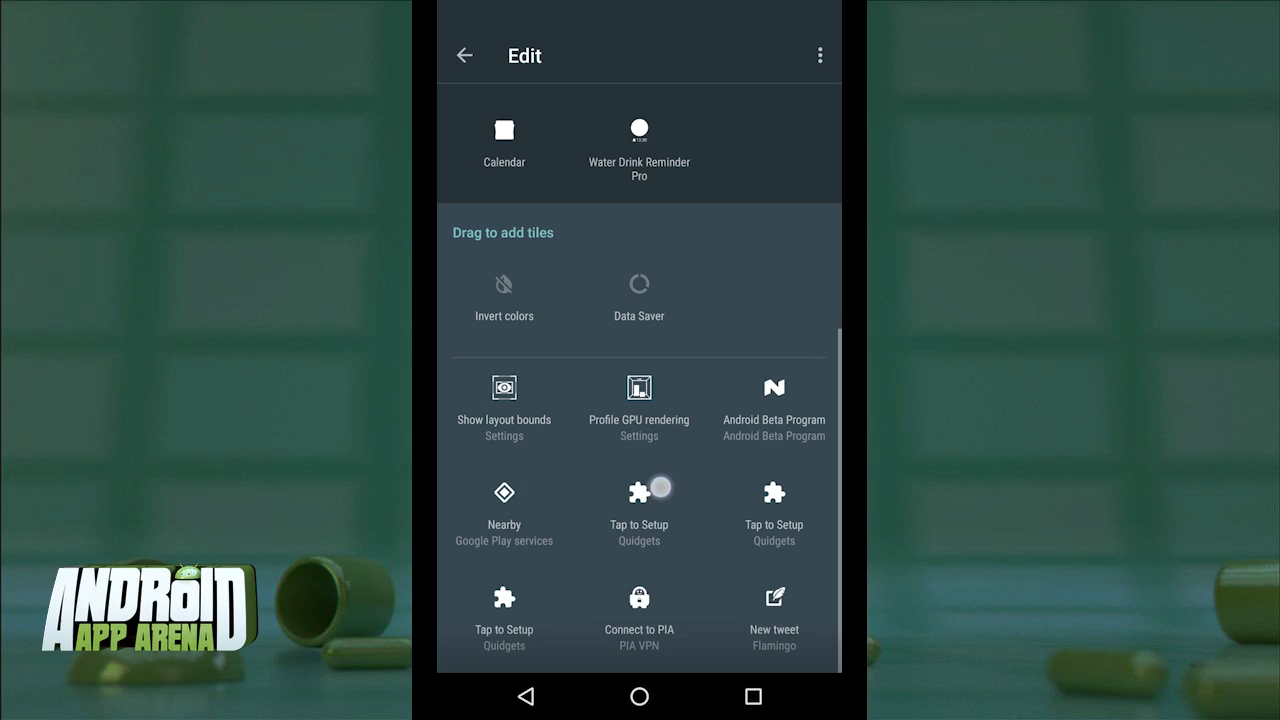 Edit
Calendar
Water Drink Reminder
Pro
Drag to add tiles
Invert colors
Data Saver
Show layout bounds
Settings
Profile GPU rendering
Settings
Android Beta Program
Android Beta Program
Nearby
Google Play services
Tap to Setup
Quidgets
Tap to Setup
Quidgets
Tap to Setup
Quidgets
Connect to PIA
PIA VPN
New tweet
Flamingo
ANDROID
APP ARENA